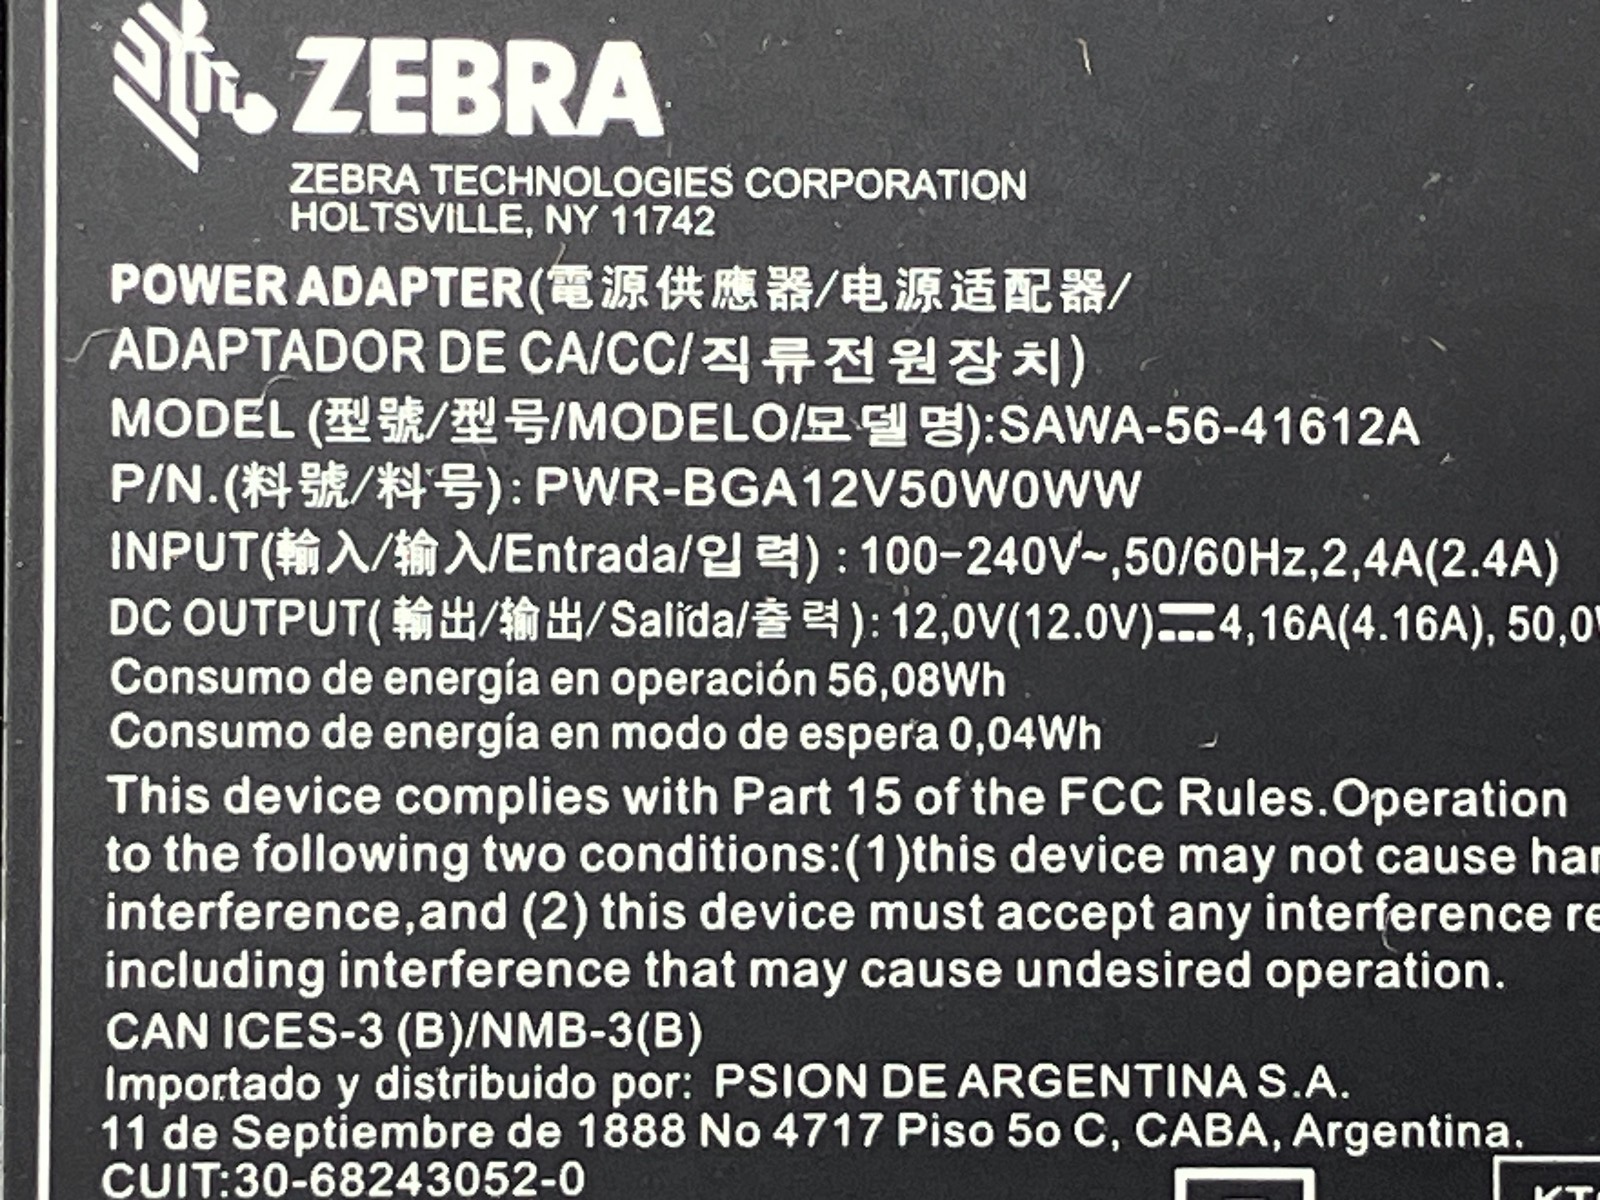 ZEBRA
ZEBRA TECHNOLOGIES CORPORATION
HOLTSVILLE, NY 11742
POWER ADAPTER(電源供應器/电源适配器/
ADAPTADOR DE CA/CC/직류전원장치)
MODEL (型號/型号/MODELO/모델명):SAWA-56-41612A
P/N.(料號/料号): PWR-BGA12V50W0WW
INPUT(輸入/输入/Entrada/입력) : 100-240V~,50/60Hz,2,4A(2.4A)
DC OUTPUT( 輸出/输出/Salida/출력 ): 12,0V(12.0V)⎓4,16A(4.16A), 50,0
Consumo de energía en operación 56,08Wh
Consumo de energía en modo de espera 0,04Wh
This device complies with Part 15 of the FCC Rules.Operation
to the following two conditions:(1)this device may not cause har
interference,and (2) this device must accept any interference re
including interference that may cause undesired operation.
CAN ICES-3 (B)/NMB-3(B)
Importado y distribuido por: PSION DE ARGENTINA S.A.
11 de Septiembre de 1888 No 4717 Piso 5o C, CABA, Argentina.
CUIT:30-68243052-0